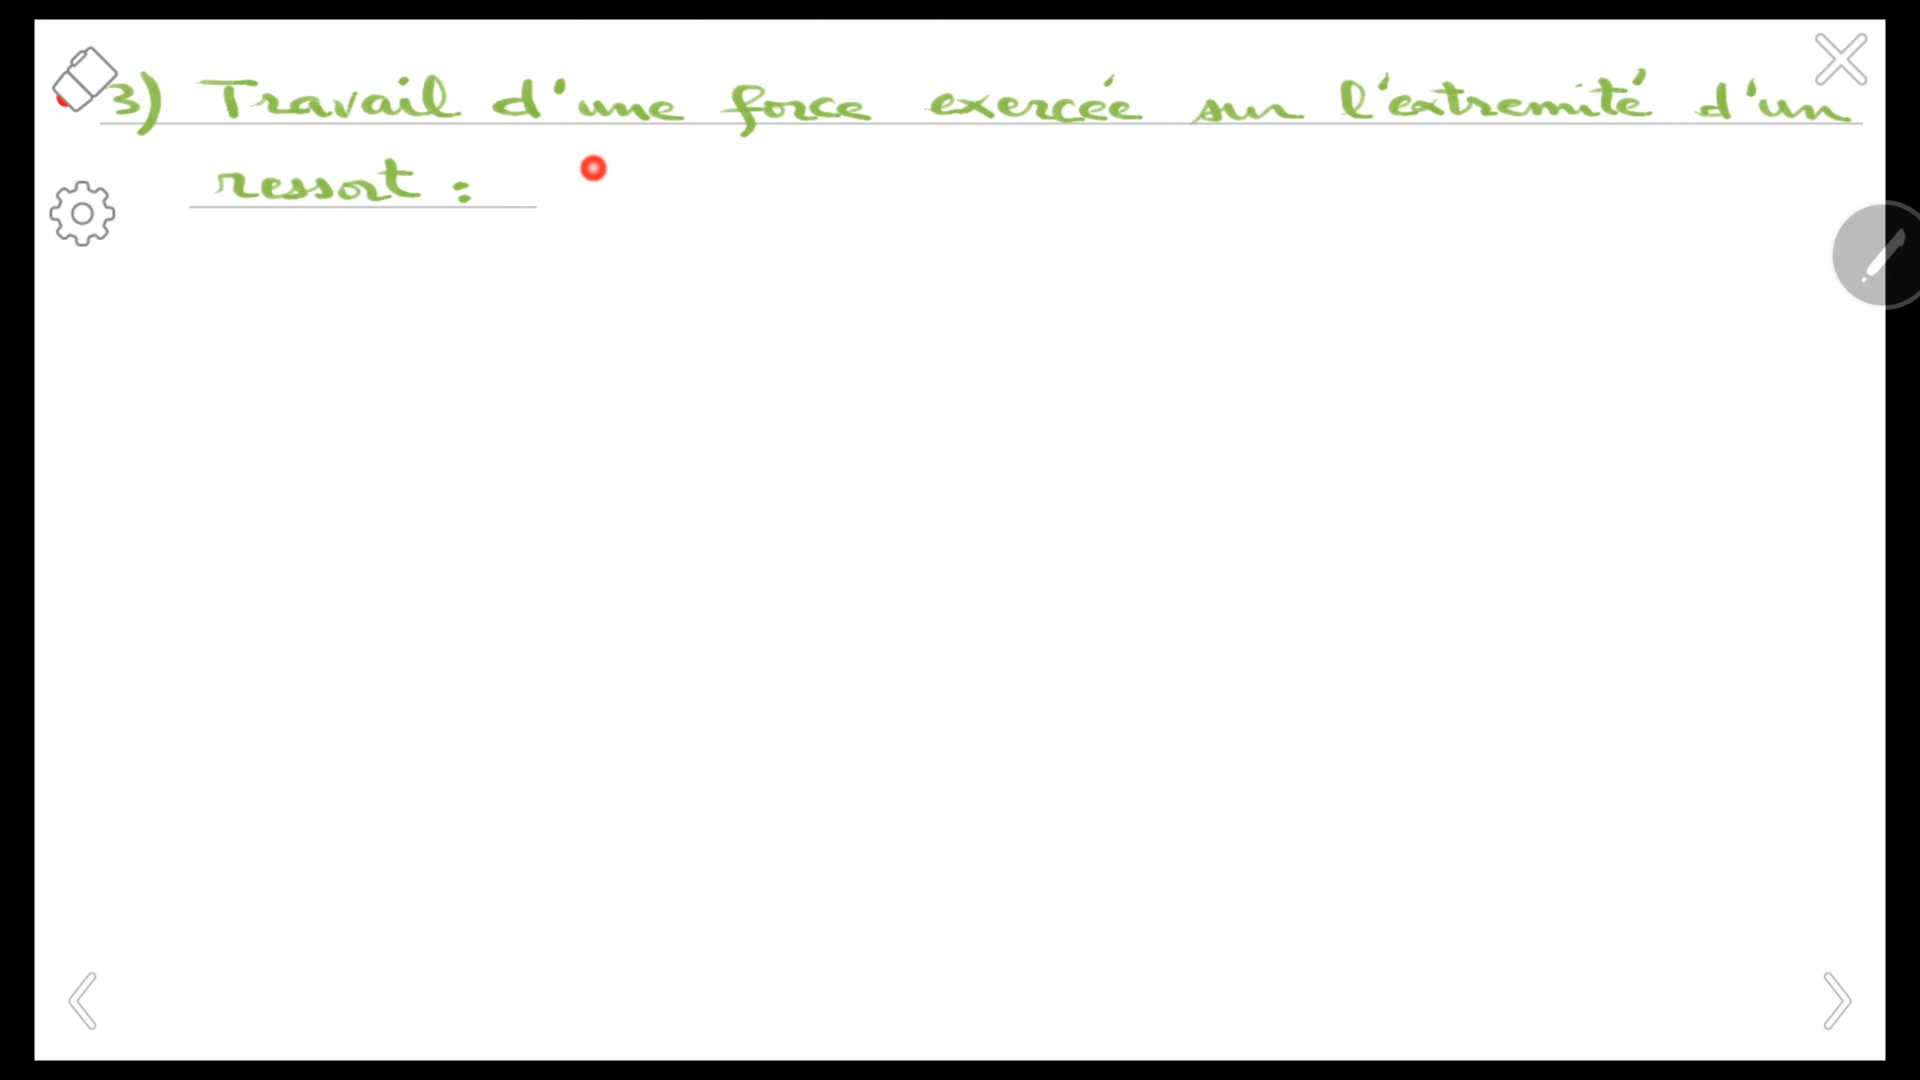 3) Travail d'une force exercée sur l'extremité d'un
ressort :